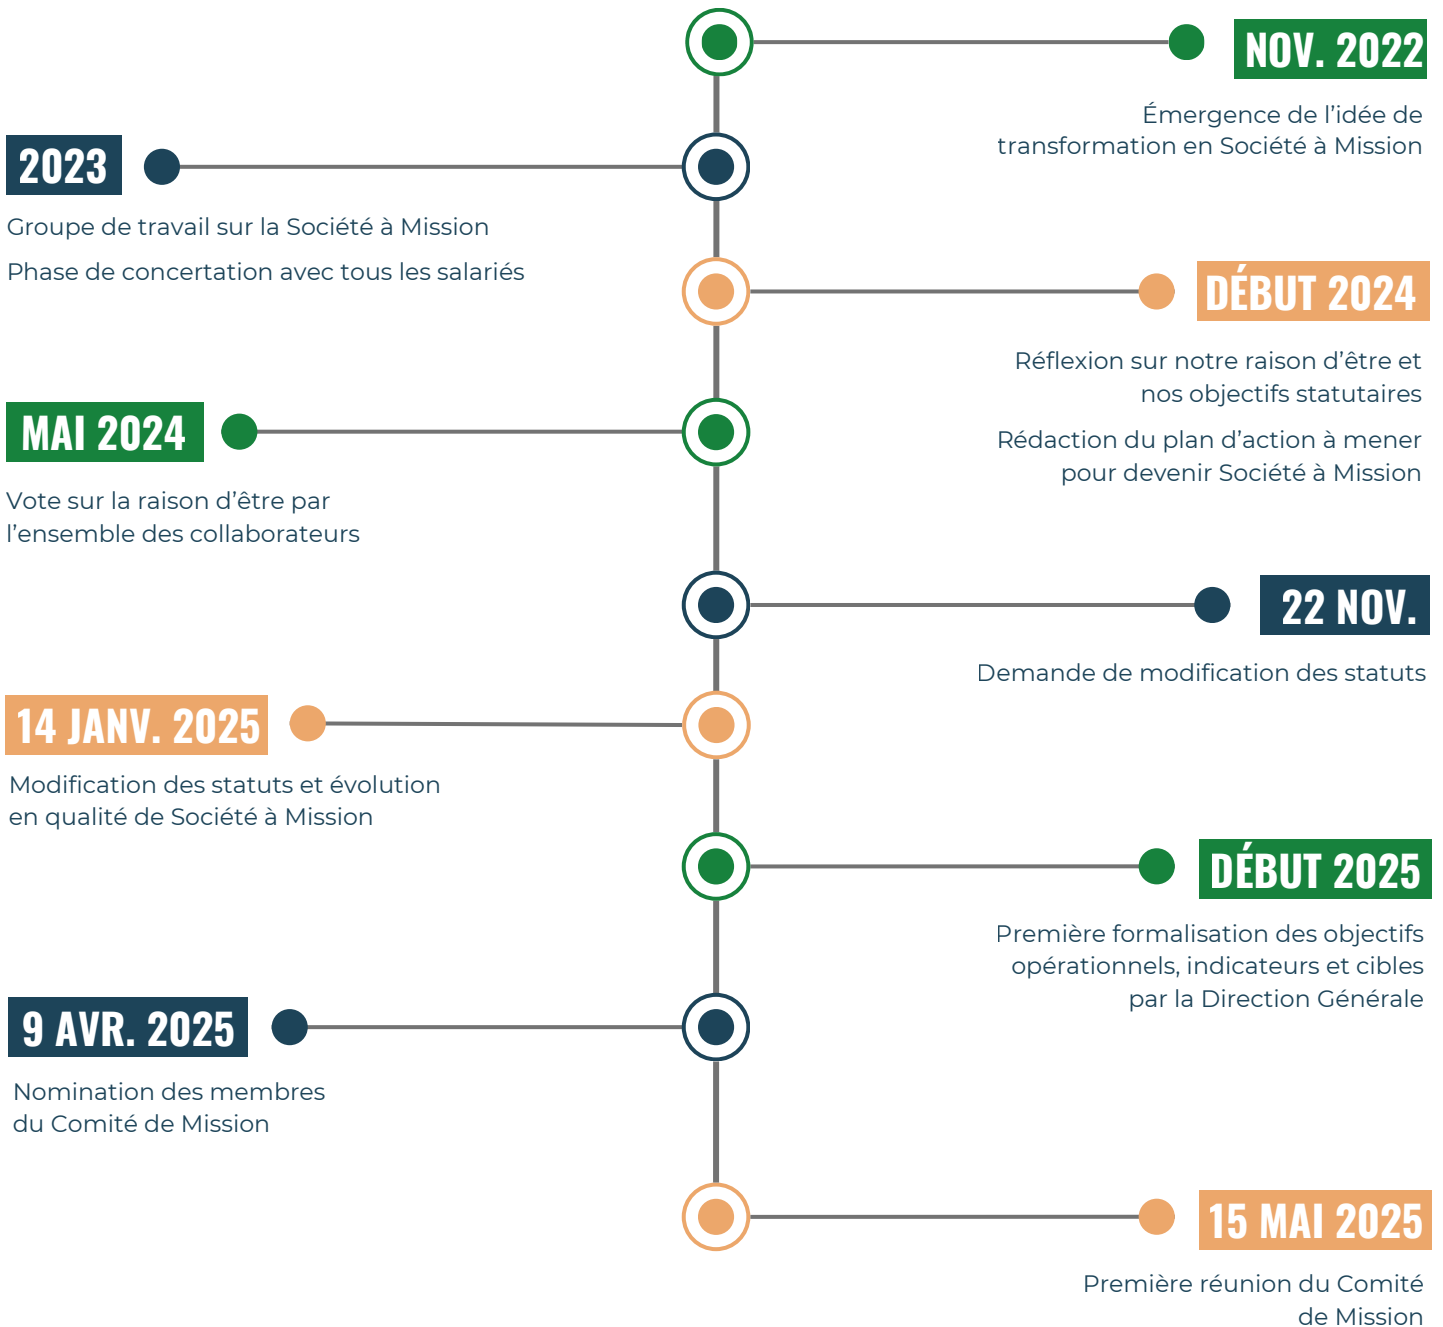 NOV. 2022
Émergence de l’idée de
transformation en Société à Mission
2023
Groupe de travail sur la Société à Mission
Phase de concertation avec tous les salariés
DÉBUT 2024
Réflexion sur notre raison d’être et
nos objectifs statutaires
Rédaction du plan d’action à mener
pour devenir Société à Mission
MAI 2024
Vote sur la raison d’être par
l’ensemble des collaborateurs
22 NOV.
Demande de modification des statuts
14 JANV. 2025
Modification des statuts et évolution
en qualité de Société à Mission
DÉBUT 2025
Première formalisation des objectifs
opérationnels, indicateurs et cibles
par la Direction Générale
9 AVR. 2025
Nomination des membres
du Comité de Mission
15 MAI 2025
Première réunion du Comité
de Mission